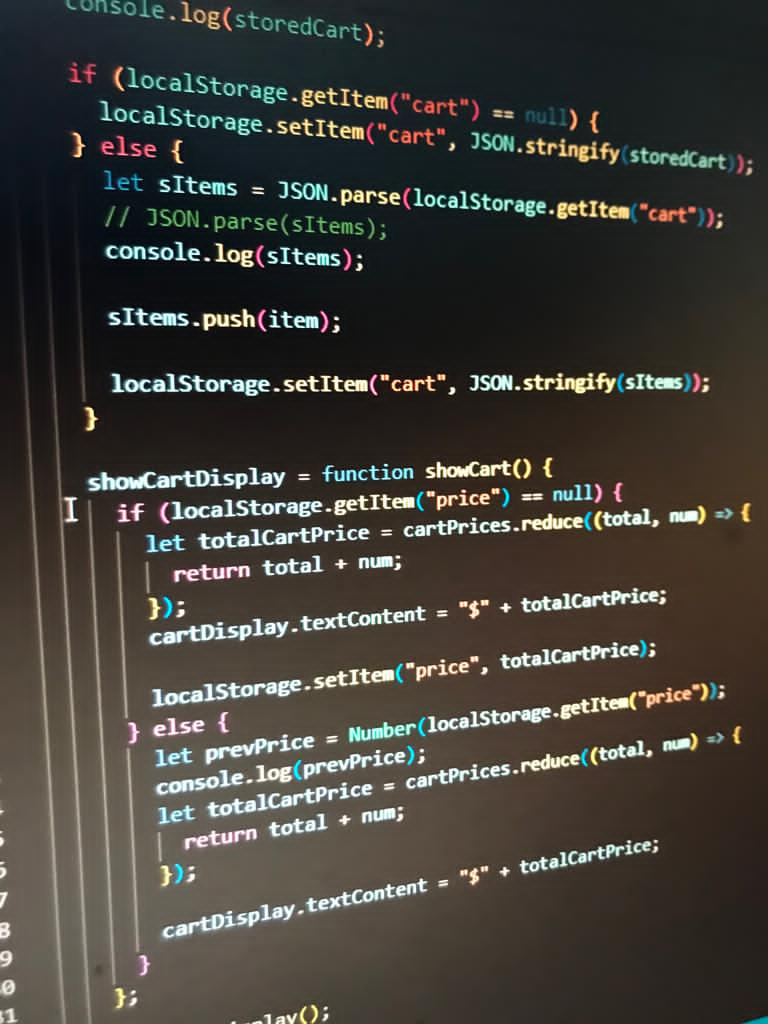 console.log(storedCart);
if (localStorage.getItem("cart") == null) {
localStorage.setItem("cart", JSON.stringify(storedCart));
} else {
let sItems = JSON.parse(localStorage.getItem("cart"));
// JSON.parse(sItems);
console.log(sItems);
sItems.push(item);
localStorage.setItem("cart", JSON.stringify(sItems));
}
showCartDisplay = function showCart() {
if (localStorage.getItem("price") == null) {
let totalCartPrice = cartPrices.reduce((total, num) => {
return total + num;
});
cartDisplay.textContent = "$" + totalCartPrice;
localStorage.setItem("price", totalCartPrice);
} else {
let prevPrice = Number(localStorage.getItem("price"));
console.log(prevPrice);
let totalCartPrice = cartPrices.reduce((total, num) => {
return total + num;
});
cartDisplay.textContent = "$" + totalCartPrice;
}
};